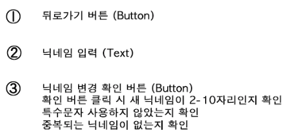 ① 뒤로가기 버튼 (Button)
② 닉네임 입력 (Text)
③ 닉네임 변경 확인 버튼 (Button)
확인 버튼 클릭 시 새 닉네임이 2-10자리인지 확인
특수문자 사용하지 않았는지 확인
중복되는 닉네임이 없는지 확인